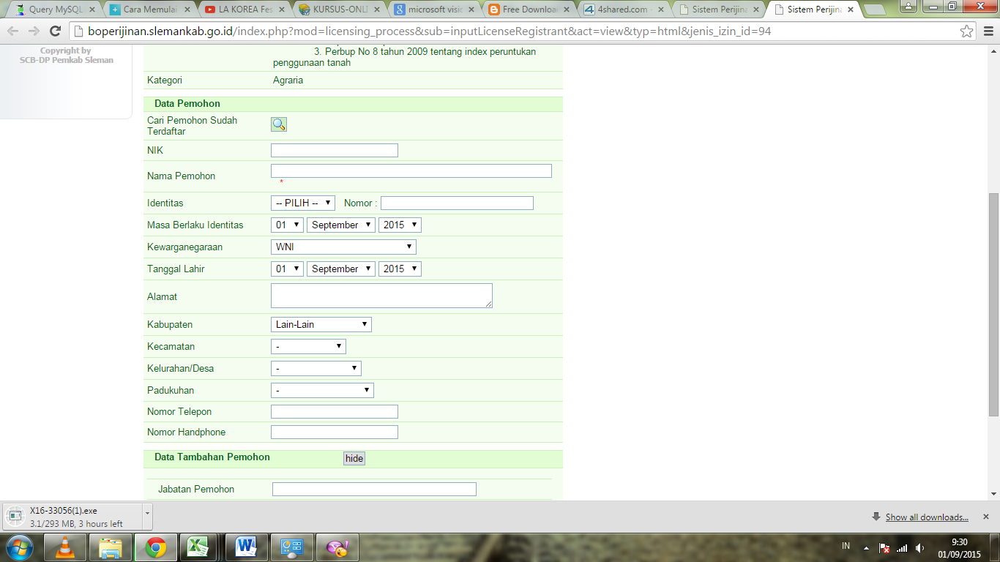 Query MySQL
Cara Memulai
LA KOREA Fes
KURSUS-ONLI
microsoft visio
Free Download
4shared.com -
Sistem Perijina
Sistem Perijina
boperijinan.slemankab.go.id/index.php?mod=licensing_process&sub=inputLicenseRegistrant&act=view&typ=html&jenis_izin_id=94
Copyright by
SCB-DP Pemkab Sleman
3. Perbup No 8 tahun 2009 tentang index peruntukan
penggunaan tanah
Kategori Agraria
Data Pemohon
Cari Pemohon Sudah
Terdaftar
NIK
Nama Pemohon
*
Identitas -- PILIH -- Nomor :
Masa Berlaku Identitas 01 September 2015
Kewarganegaraan WNI
Tanggal Lahir 01 September 2015
Alamat
Kabupaten Lain-Lain
Kecamatan -
Kelurahan/Desa -
Padukuhan -
Nomor Telepon
Nomor Handphone
Data Tambahan Pemohon hide
Jabatan Pemohon
X16-33056(1).exe
3.1/293 MB, 3 hours left
Show all downloads...
IN
9:30
01/09/2015